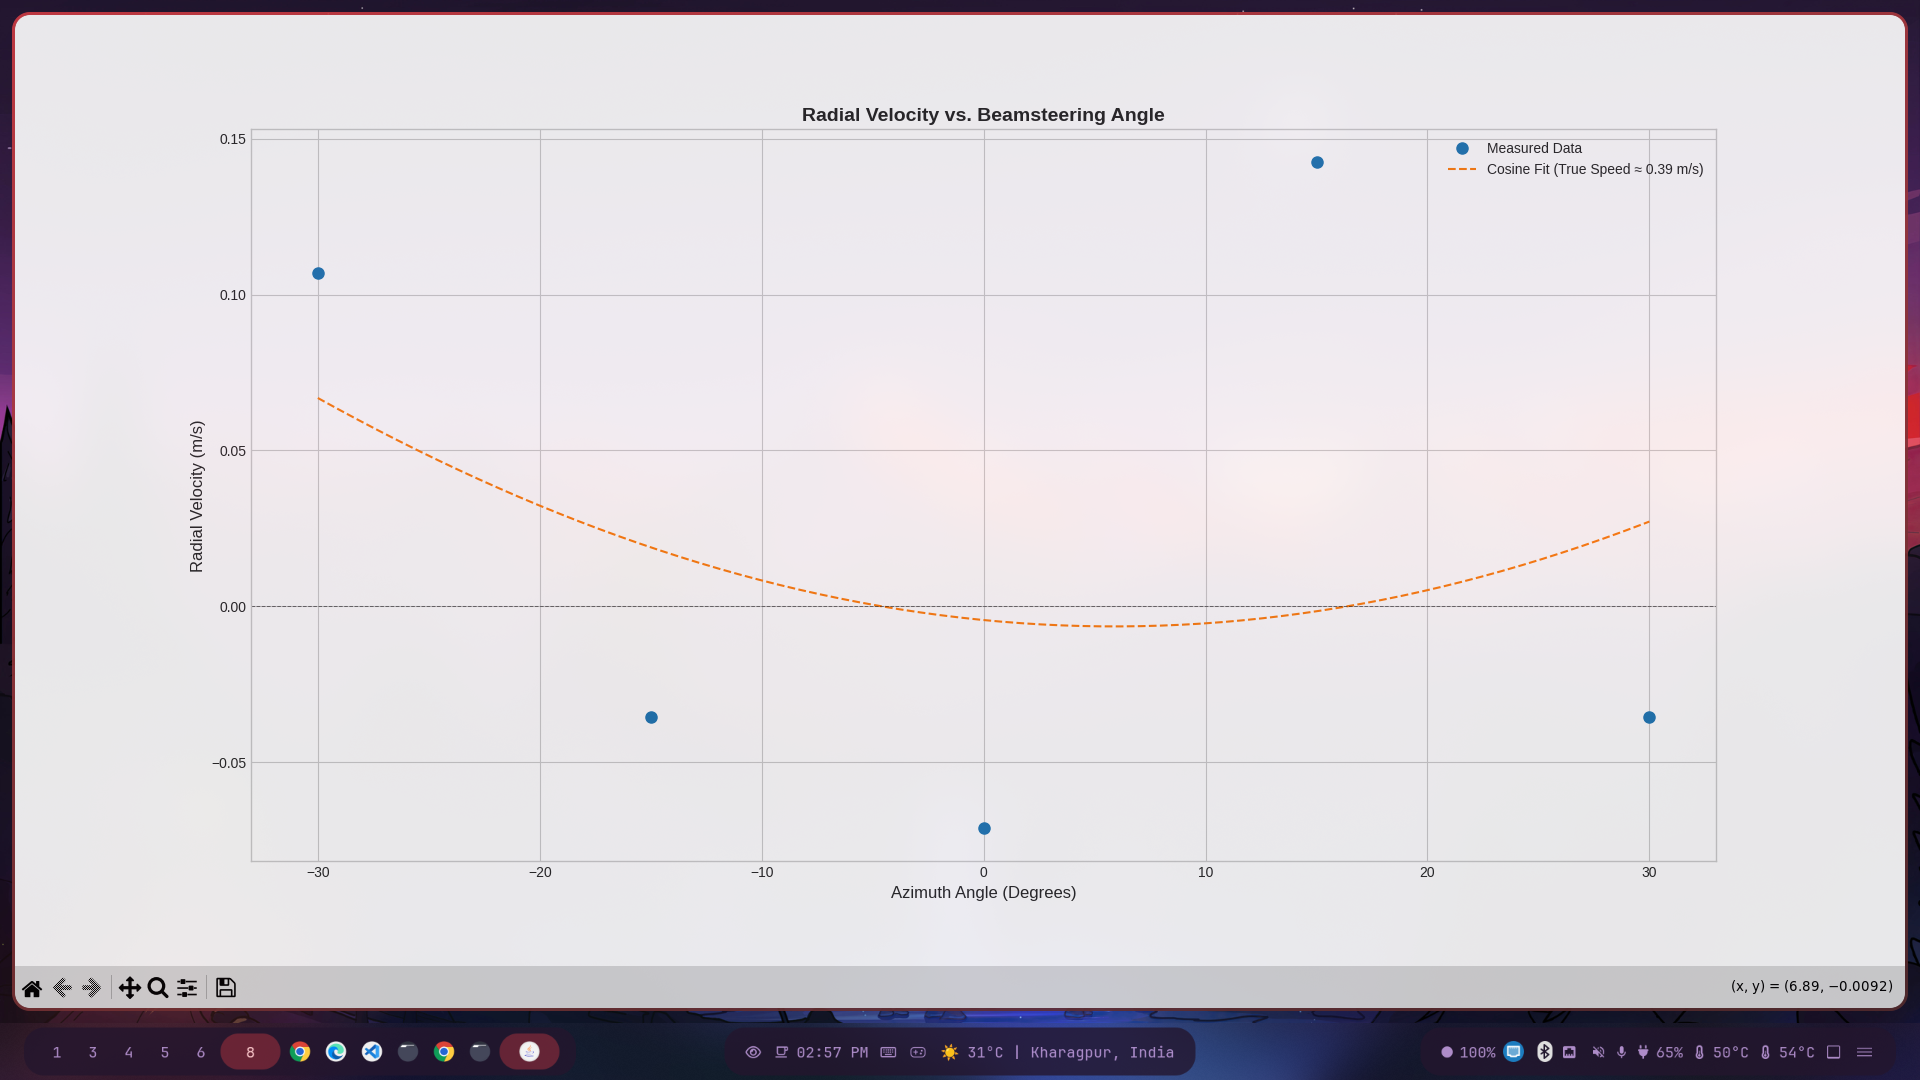 Radial Velocity vs. Beamsteering Angle
Measured Data
Cosine Fit (True Speed ≈ 0.39 m/s)
0.15
0.10
0.05
0.00
−0.05
Radial Velocity (m/s)
−30 −20 −10 0 10 20 30
Azimuth Angle (Degrees)
(x, y) = (6.89, −0.0092)
1 3 4 5 6 8 02:57 PM 31°C | Kharagpur, India 100% 65% 50°C 54°C